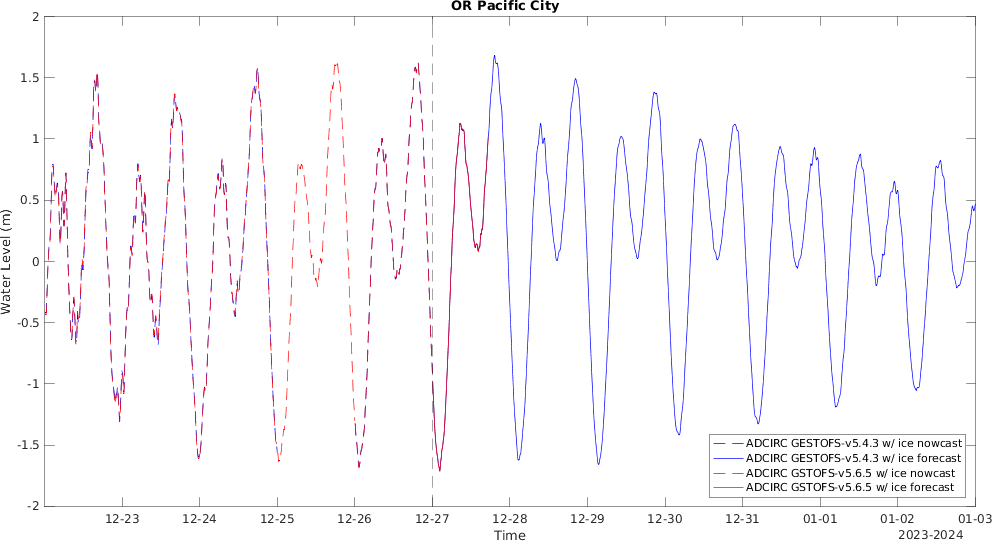 OR Pacific City
2
1.5
1
0.5
0
-0.5
-1
-1.5
-2
Water Level (m)
12-23 12-24 12-25 12-26 12-27 12-28 12-29 12-30 12-31 01-01 01-02 01-03
Time
2023-2024
ADCIRC GESTOFS-v5.4.3 w/ ice nowcast
ADCIRC GESTOFS-v5.4.3 w/ ice forecast
ADCIRC GSTOFS-v5.6.5 w/ ice nowcast
ADCIRC GSTOFS-v5.6.5 w/ ice forecast